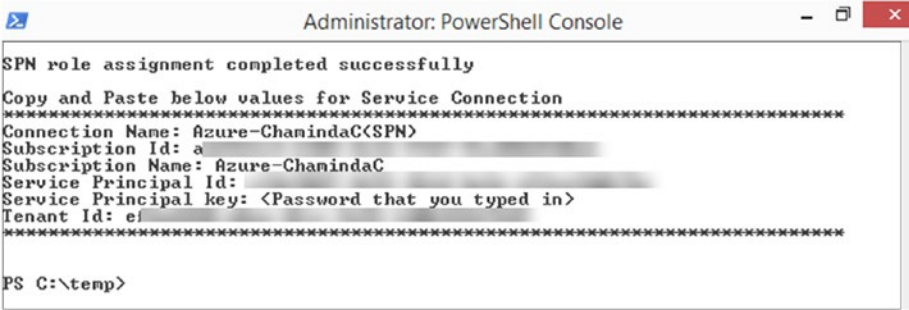 Administrator: PowerShell Console
SPN role assignment completed successfully
Copy and Paste below values for Service Connection
******************************************************************************
Connection Name: Azure-ChamindaC(SPN)
Subscription Id: a
Subscription Name: Azure-ChamindaC
Service Principal Id:
Service Principal key: <Password that you typed in>
Tenant Id: e
******************************************************************************
PS C:\temp>